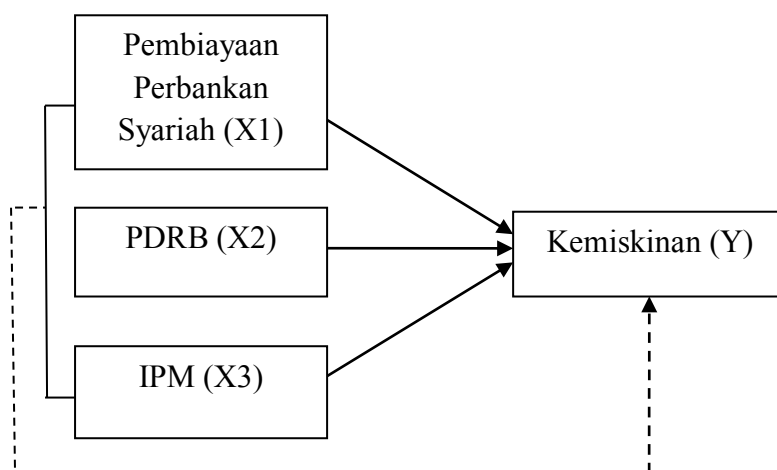 Pembiayaan
Perbankan
Syariah (X1)
PDRB (X2)
Kemiskinan (Y)
IPM (X3)